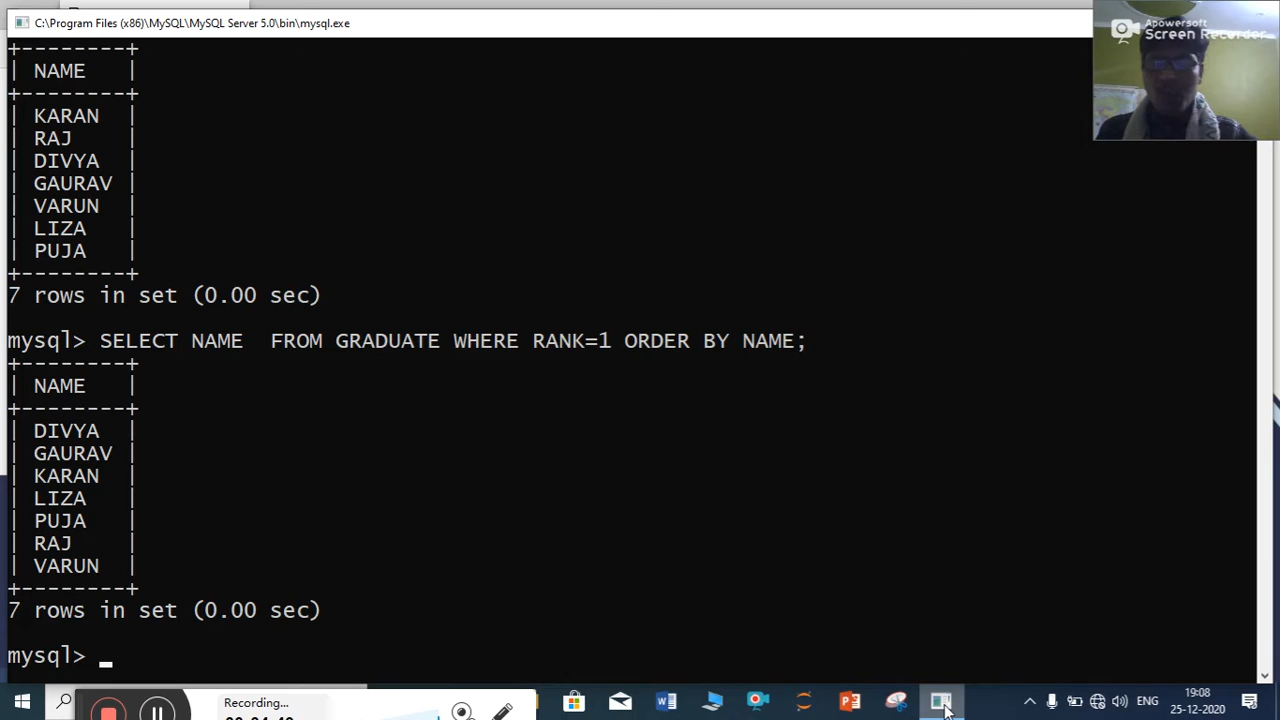 C:\Program Files (x86)\MySQL\MySQL Server 5.0\bin\mysql.exe
Apowersoft
Screen Recorder
+--------+
| NAME |
+--------+
| KARAN |
| RAJ |
| DIVYA |
| GAURAV |
| VARUN |
| LIZA |
| PUJA |
+--------+
7 rows in set (0.00 sec)
mysql> SELECT NAME  FROM GRADUATE WHERE RANK=1 ORDER BY NAME;
+--------+
| NAME |
+--------+
| DIVYA |
| GAURAV |
| KARAN |
| LIZA |
| PUJA |
| RAJ |
| VARUN |
+--------+
7 rows in set (0.00 sec)
mysql> _
Recording...
ENG
19:08
25-12-2020